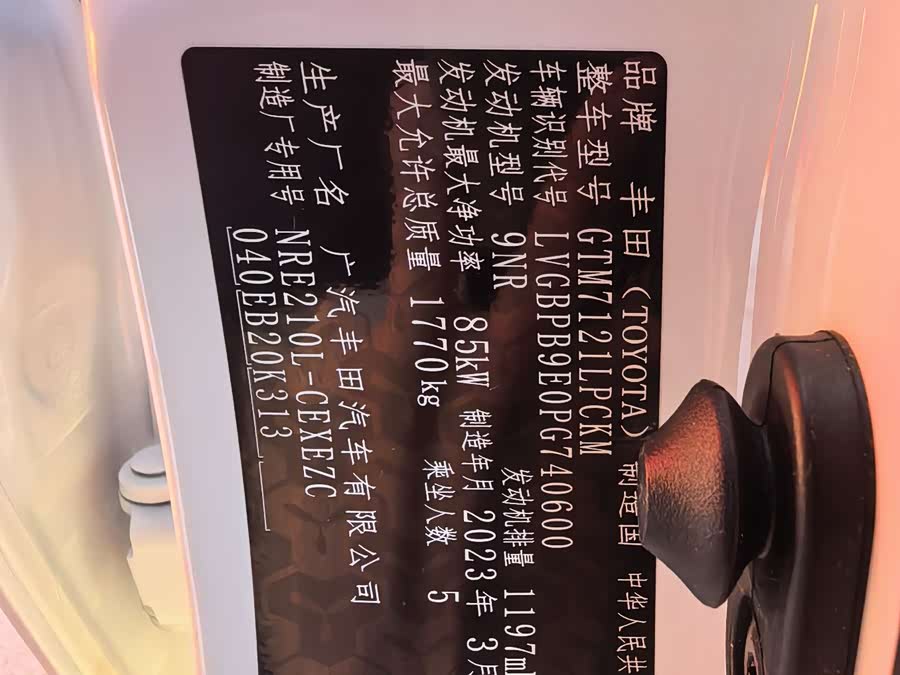 品牌 丰田（TOYOTA） 制造国 中华人民共
整车型号 GTM7121LPCKM
车辆识别代号 LVGBPB9E0PG740600
发动机型号 9NR 发动机排量 1197ml
发动机最大净功率 85kW 制造年月 2023年 3月
最大允许总质量 1770kg 乘坐人数 5
生产厂名 广汽丰田汽车有限公司
制造厂专用号 NRE210L-CEXEZC
040EB20K313